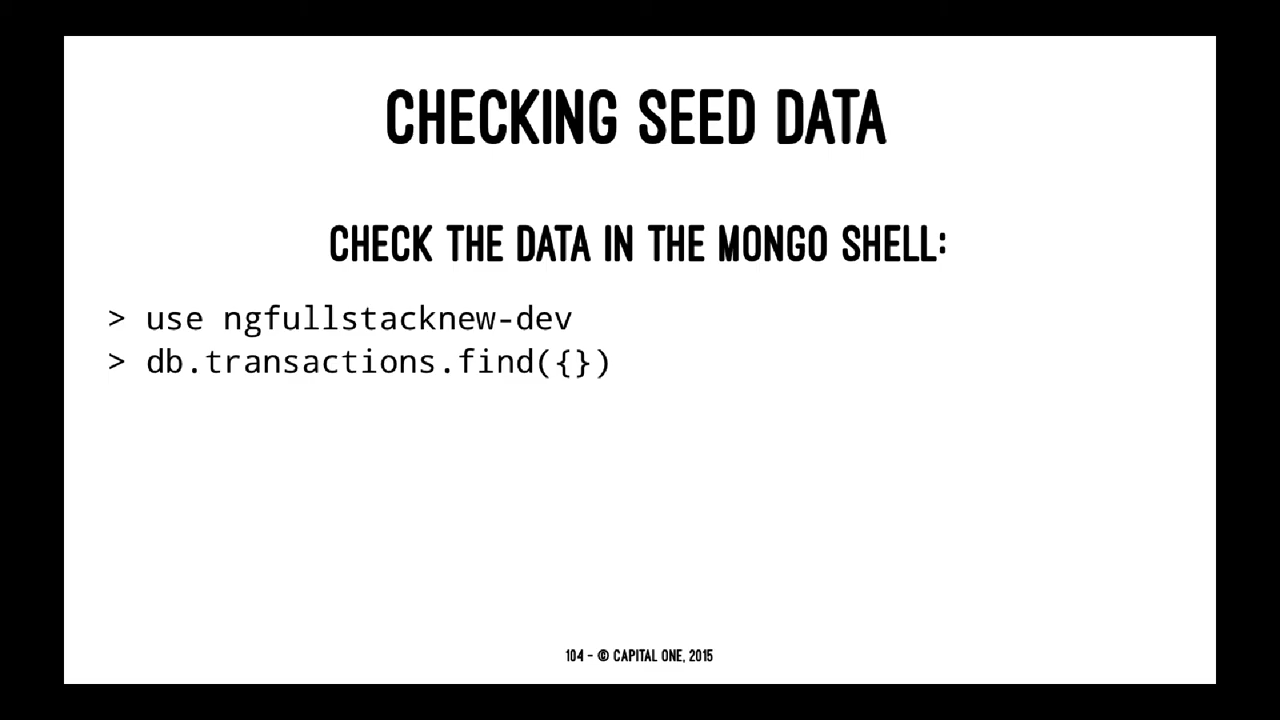 CHECKING SEED DATA
CHECK THE DATA IN THE MONGO SHELL:
> use ngfullstacknew-dev
> db.transactions.find({})
104 - © CAPITAL ONE, 2015